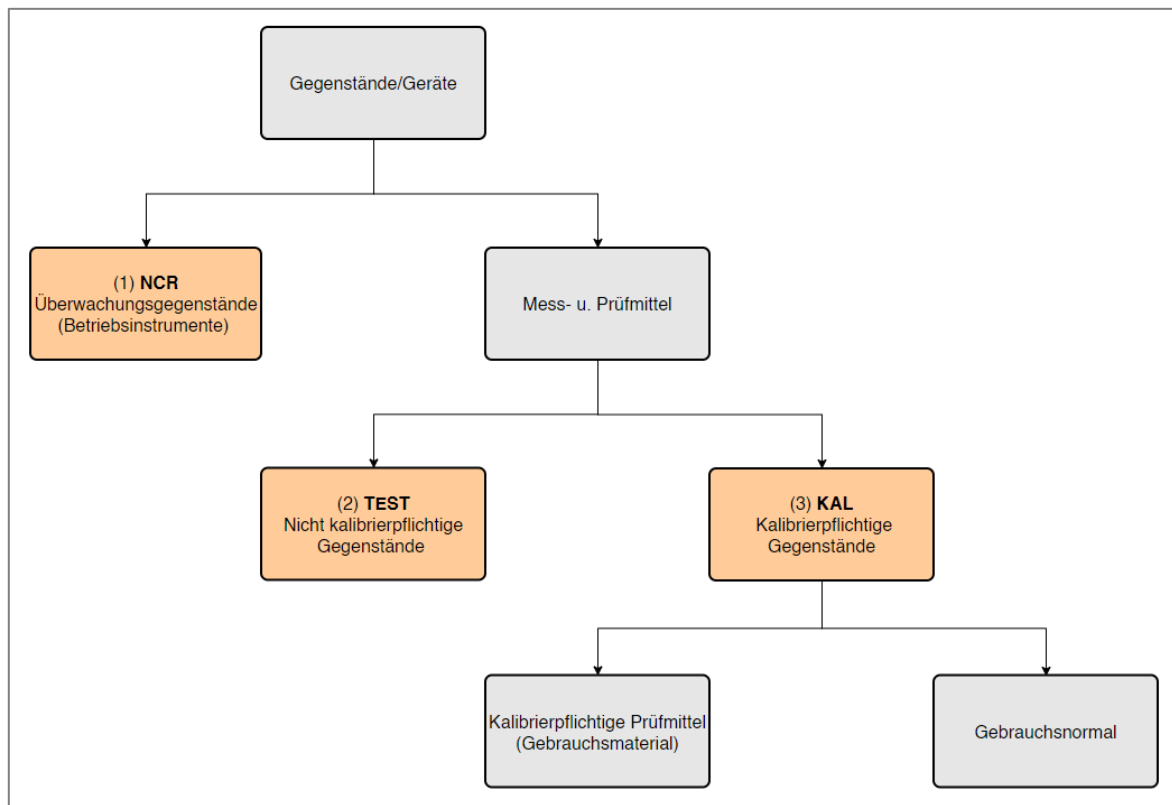 Gegenstände/Geräte
(1) NCR
Überwachungsgegenstände
(Betriebsinstrumente)
Mess- u. Prüfmittel
(2) TEST
Nicht kalibrierpflichtige
Gegenstände
(3) KAL
Kalibrierpflichtige
Gegenstände
Kalibrierpflichtige Prüfmittel
(Gebrauchsmaterial)
Gebrauchsnormal